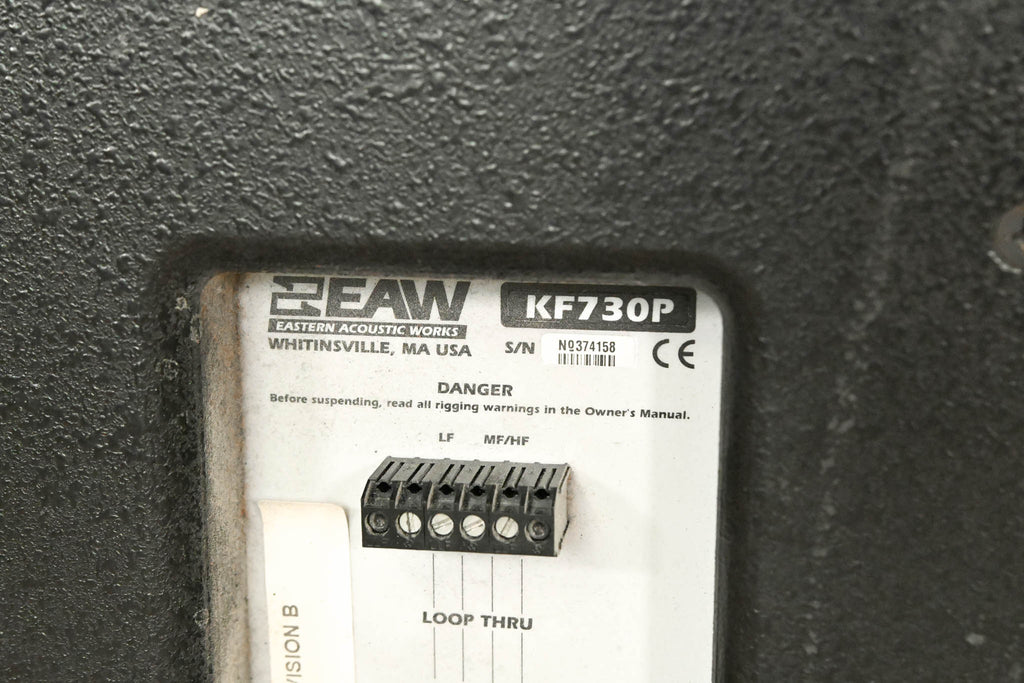 EAW
EASTERN ACOUSTIC WORKS
WHITINSVILLE, MA USA
KF730P
S/N Nº374158 CE
DANGER
Before suspending, read all rigging warnings in the Owner's Manual.
LF MF/HF
LOOP THRU
VISION B